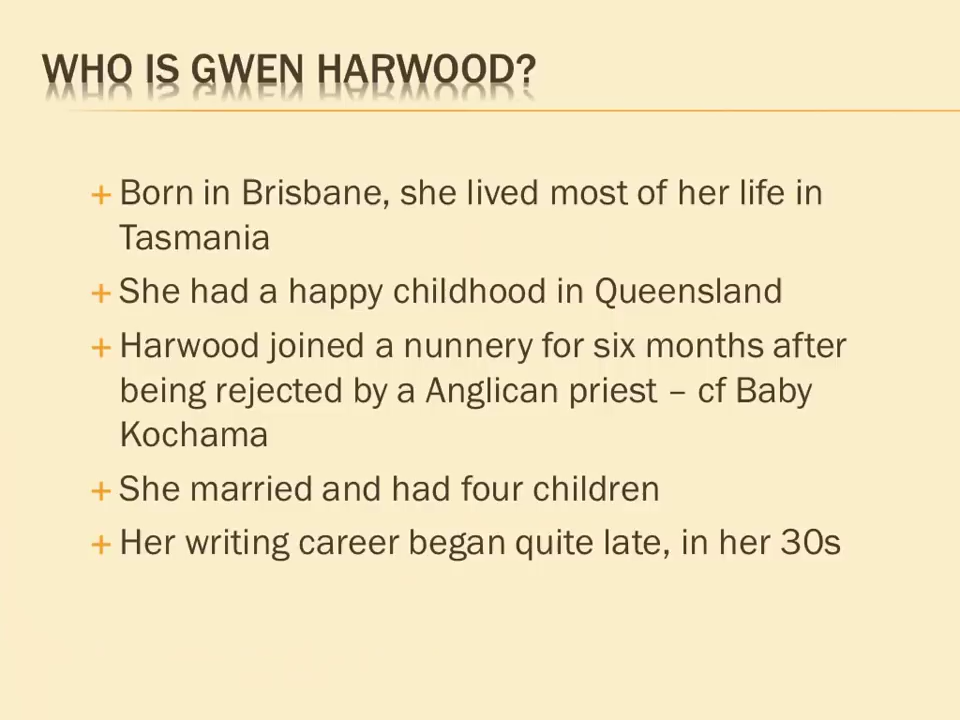 WHO IS GWEN HARWOOD?
Born in Brisbane, she lived most of her life in
Tasmania
She had a happy childhood in Queensland
Harwood joined a nunnery for six months after
being rejected by a Anglican priest – cf Baby
Kochama
She married and had four children
Her writing career began quite late, in her 30s